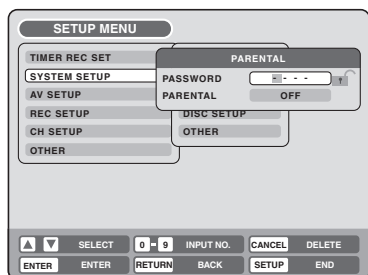 SETUP MENU
TIMER REC SET
SYSTEM SETUP
AV SETUP
REC SETUP
CH SETUP
OTHER
PARENTAL
PASSWORD - - - -
PARENTAL OFF
DISC SETUP
OTHER
▲ ▼ SELECT 0 - 9 INPUT NO. CANCEL DELETE
ENTER ENTER RETURN BACK SETUP END